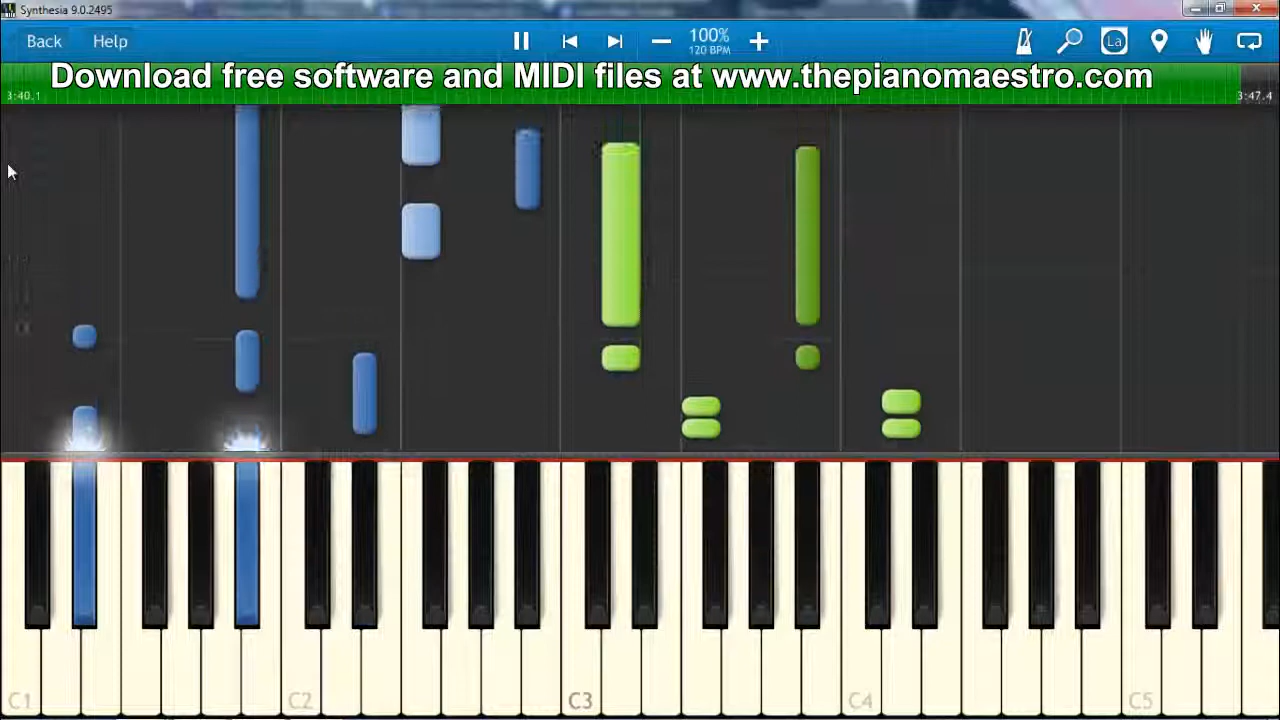 Synthesia 9.0.2495
Back Help 100% La
120 BPM
Download free software and MIDI files at www.thepianomaestro.com
3:40.1 3:47.4
C1 C2 C3 C4 C5